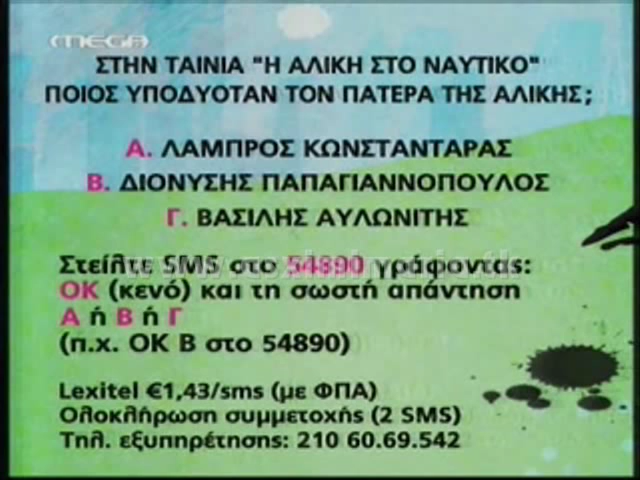 MEGA
ΣΤΗΝ ΤΑΙΝΙΑ "Η ΑΛΙΚΗ ΣΤΟ ΝΑΥΤΙΚΟ"
ΠΟΙΟΣ ΥΠΟΔΥΟΤΑΝ ΤΟΝ ΠΑΤΕΡΑ ΤΗΣ ΑΛΙΚΗΣ;
Α. ΛΑΜΠΡΟΣ ΚΩΝΣΤΑΝΤΑΡΑΣ
Β. ΔΙΟΝΥΣΗΣ ΠΑΠΑΓΙΑΝΝΟΠΟΥΛΟΣ
Γ. ΒΑΣΙΛΗΣ ΑΥΛΩΝΙΤΗΣ
Στείλτε SMS στο 54890 γράφοντας:
ΟΚ (κενό) και τη σωστή απάντηση
Α ή Β ή Γ
(π.χ. ΟΚ Β στο 54890)
Lexitel €1,43/sms (με ΦΠΑ)
Ολοκλήρωση συμμετοχής (2 SMS)
Τηλ. εξυπηρέτησης: 210 60.69.542